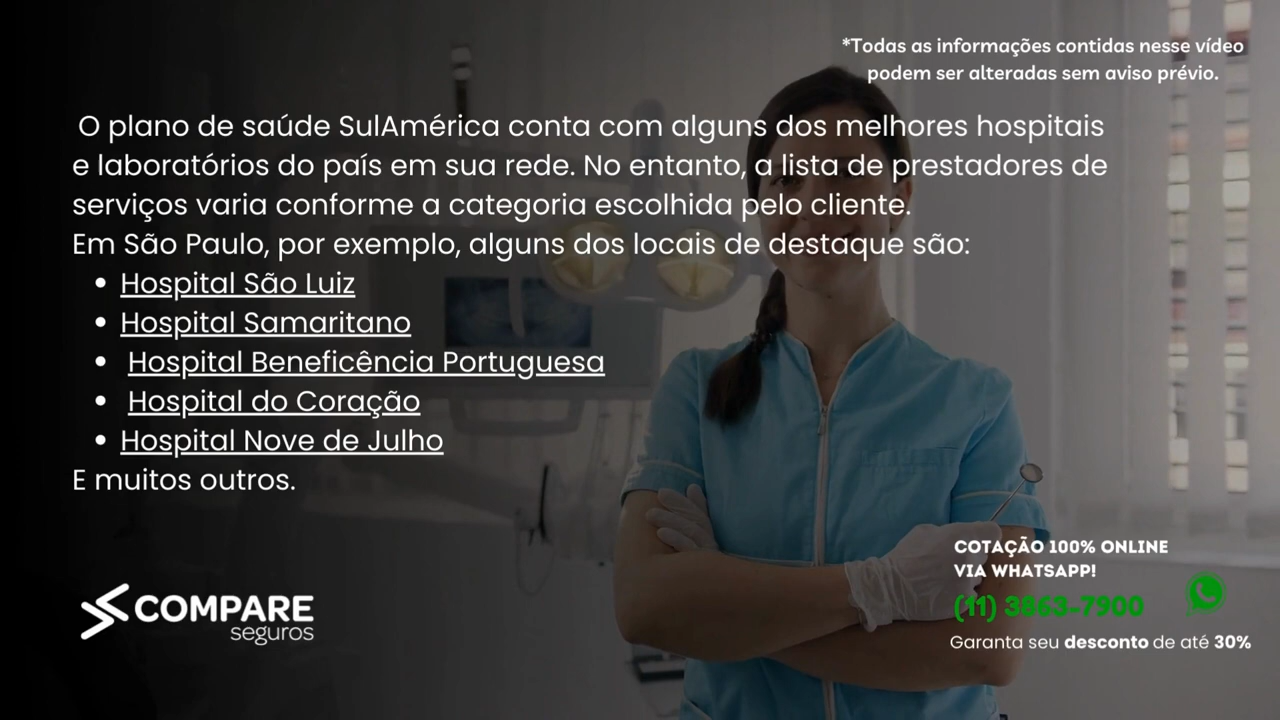 *Todas as informações contidas nesse vídeo
podem ser alteradas sem aviso prévio.
O plano de saúde SulAmérica conta com alguns dos melhores hospitais
e laboratórios do país em sua rede. No entanto, a lista de prestadores de
serviços varia conforme a categoria escolhida pelo cliente.
Em São Paulo, por exemplo, alguns dos locais de destaque são:
• Hospital São Luiz
• Hospital Samaritano
• Hospital Beneficência Portuguesa
• Hospital do Coração
• Hospital Nove de Julho
E muitos outros.
COMPARE
seguros
COTAÇÃO 100% ONLINE
VIA WHATSAPP!
(11) 3863-7900
Garanta seu desconto de até 30%